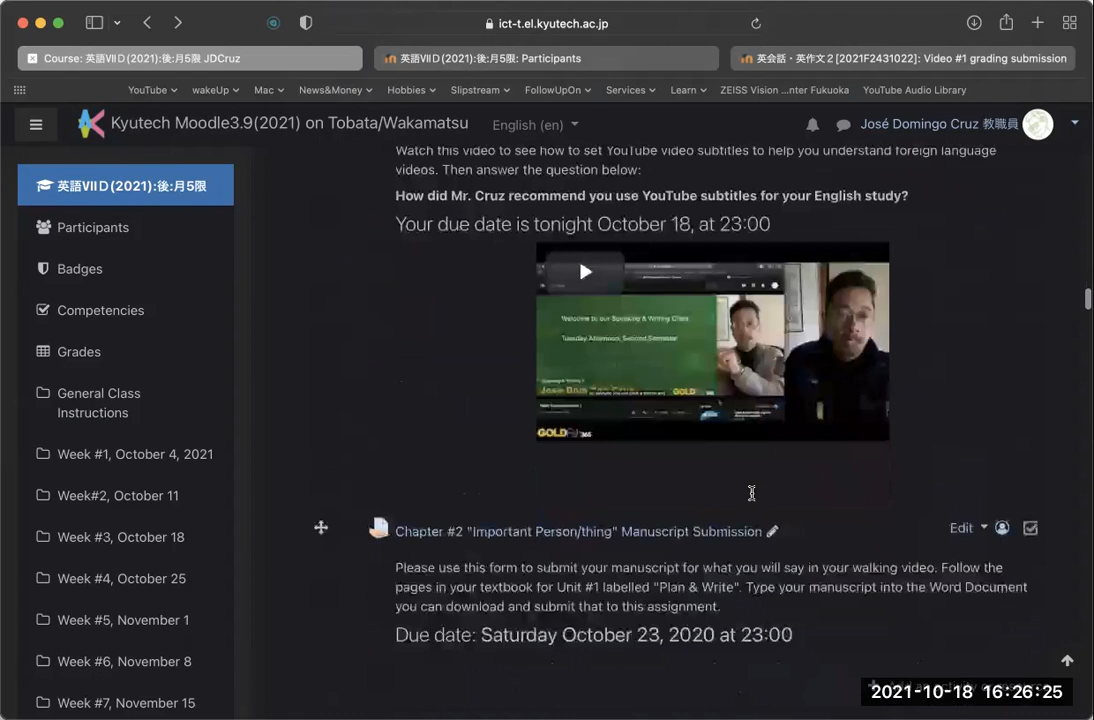 ict-t.el.kyutech.ac.jp
Course: 英語VIID(2021):後:月5限 JDCruz
英語VIID(2021):後:月5限: Participants
英会話・英作文2[2021F2431022]: Video #1 grading submission
YouTube wakeUp Mac News&Money Hobbies Slipstream FollowUpOn Services Learn ZEISS Vision ...nter Fukuoka YouTube Audio Library
Kyutech Moodle3.9(2021) on Tobata/Wakamatsu
English (en)
José Domingo Cruz 教職員
英語VIID(2021):後:月5限
Participants
Badges
Competencies
Grades
General Class
Instructions
Week #1, October 4, 2021
Week#2, October 11
Week #3, October 18
Week #4, October 25
Week #5, November 1
Week #6, November 8
Week #7, November 15
Watch this video to see how to set YouTube video subtitles to help you understand foreign language
videos. Then answer the question below:
How did Mr. Cruz recommend you use YouTube subtitles for your English study?
Your due date is tonight October 18, at 23:00
Welcome to our Speaking & Writing Class
Tuesday Afternoon, Second Semester
GOLD
GOLD 365
Chapter #2 "Important Person/thing" Manuscript Submission
Edit
Please use this form to submit your manuscript for what you will say in your walking video. Follow the
pages in your textbook for Unit #1 labelled "Plan & Write". Type your manuscript into the Word Document
you can download and submit that to this assignment.
Due date: Saturday October 23, 2020 at 23:00
2021-10-18 16:26:25